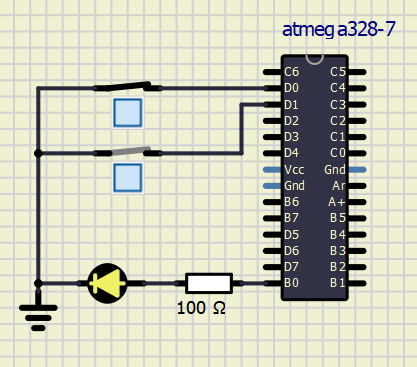 atmega328-7
C6 C5
D0 C4
D1 C3
D2 C2
D3 C1
D4 C0
Vcc Gnd
Gnd Ar
B6 A+
B7 B5
D5 B4
D6 B3
D7 B2
B0 B1
100 Ω